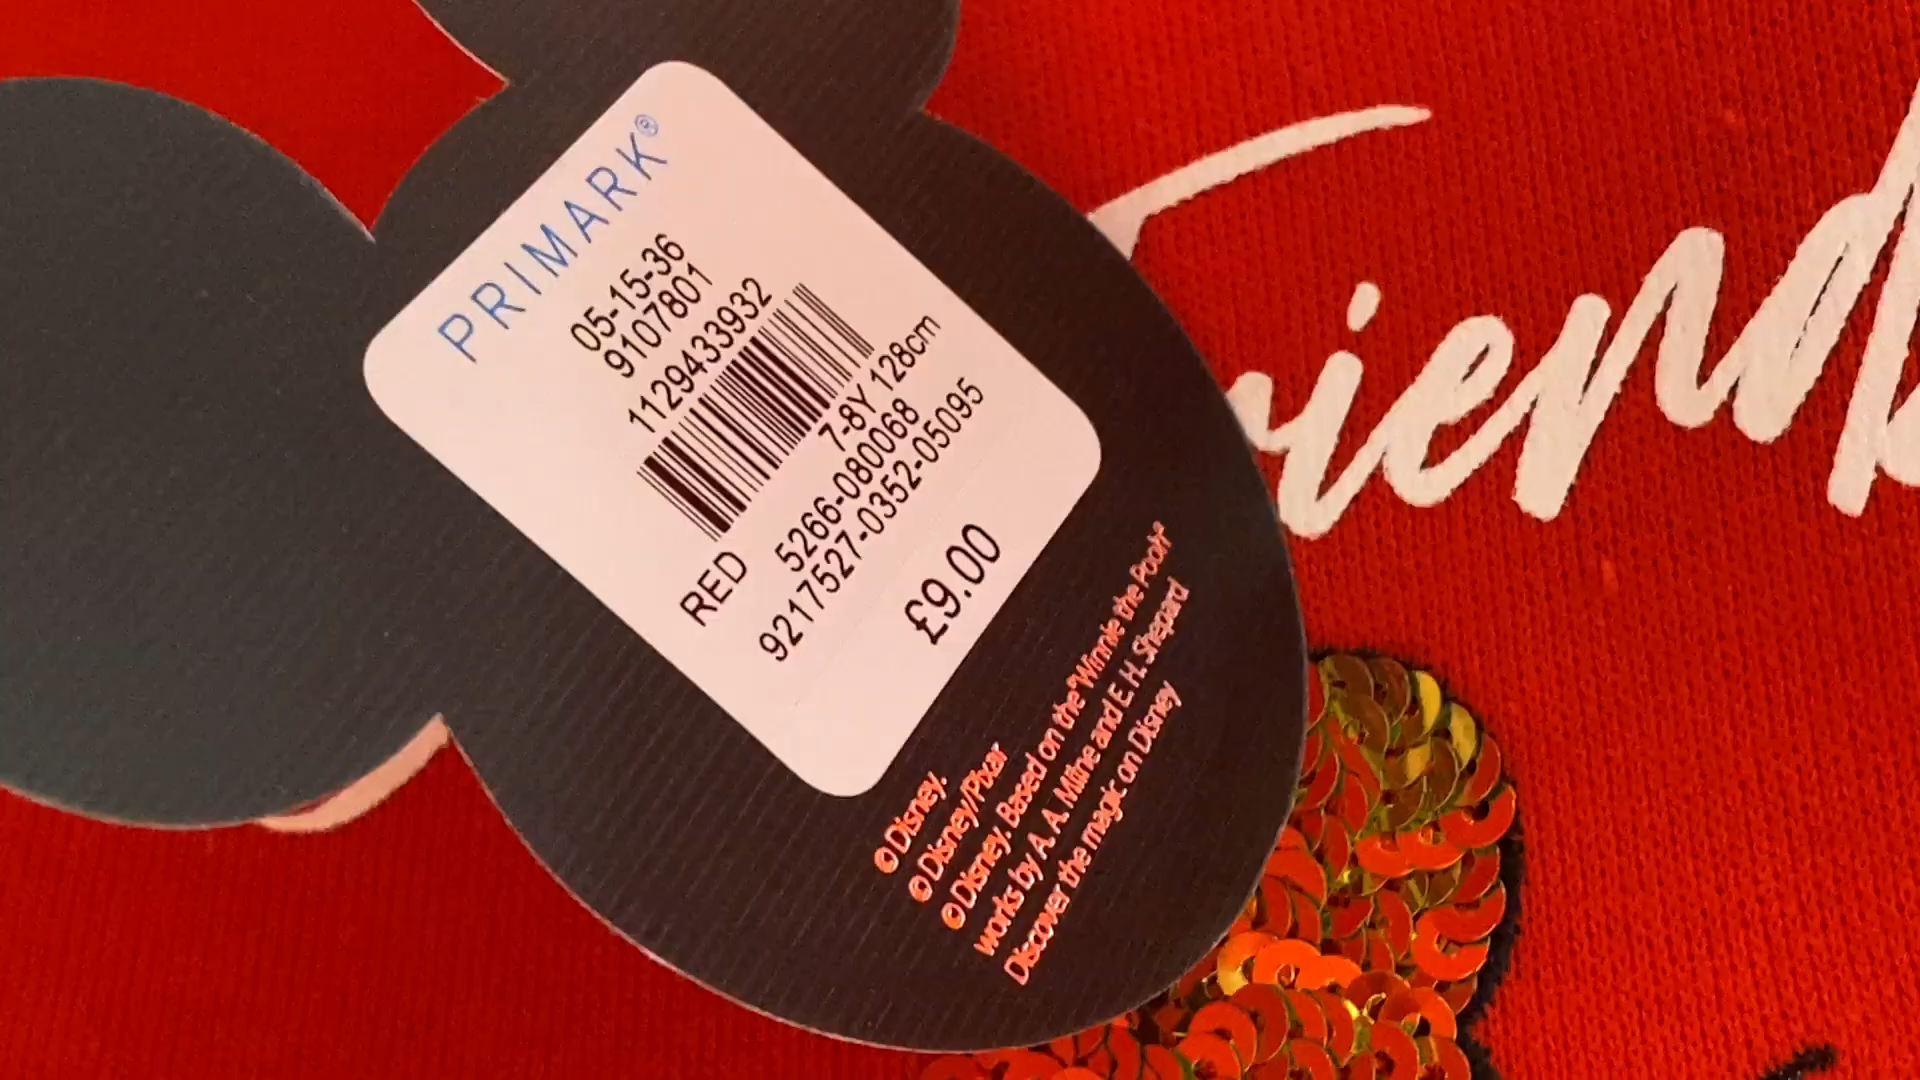 PRIMARK®
05-15-36
9107801
11294433932
7-8Y 128cm
RED 5266-080068
9217527-0352-05095
£9.00
© Disney.
© Disney/Pixar
© Disney. Based on the "Winnie the Pooh"
works by A. A. Milne and E. H. Shepard
Discover the magic on Disney